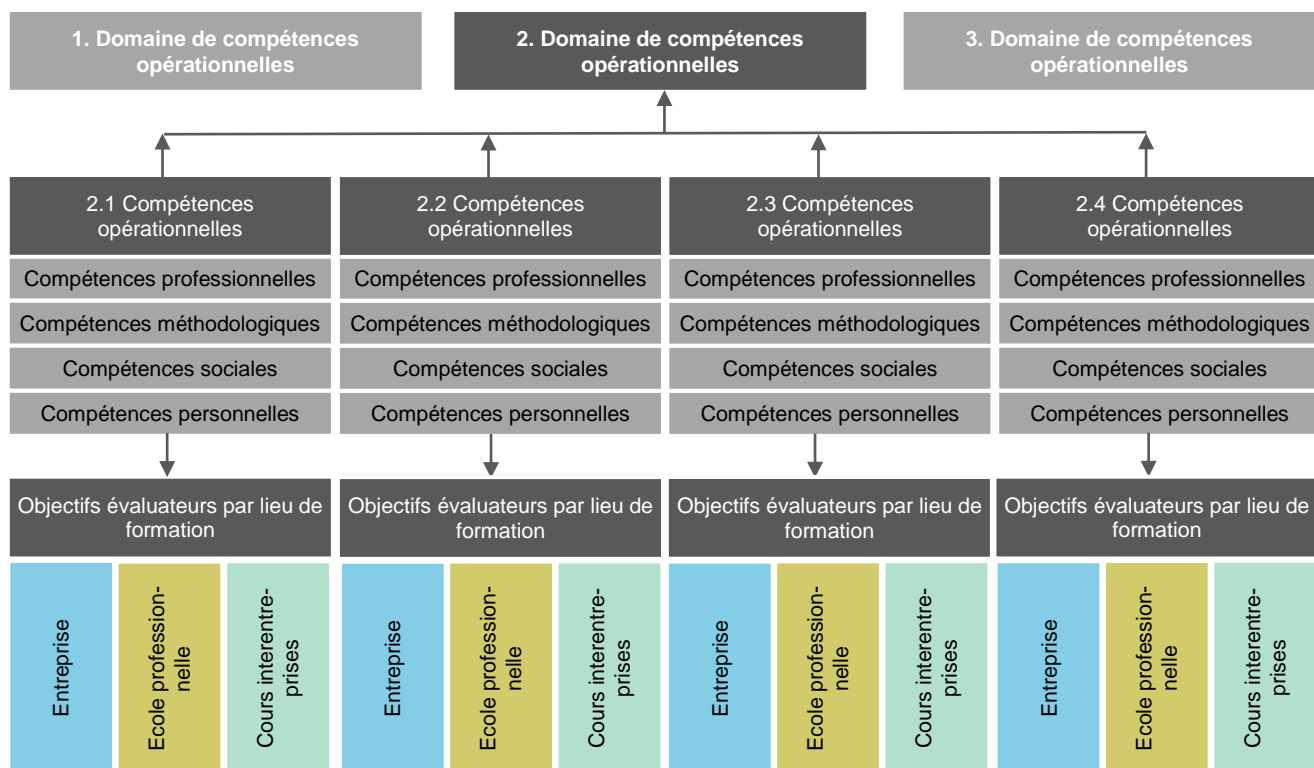 1. Domaine de compétences
opérationnelles
2. Domaine de compétences
opérationnelles
3. Domaine de compétences
opérationnelles
2.1 Compétences
opérationnelles
2.2 Compétences
opérationnelles
2.3 Compétences
opérationnelles
2.4 Compétences
opérationnelles
Compétences professionnelles
Compétences professionnelles
Compétences professionnelles
Compétences professionnelles
Compétences méthodologiques
Compétences méthodologiques
Compétences méthodologiques
Compétences méthodologiques
Compétences sociales
Compétences sociales
Compétences sociales
Compétences sociales
Compétences personnelles
Compétences personnelles
Compétences personnelles
Compétences personnelles
Objectifs évaluateurs par lieu de
formation
Objectifs évaluateurs par lieu de
formation
Objectifs évaluateurs par lieu de
formation
Objectifs évaluateurs par lieu de
formation
Entreprise
Ecole profession-
nelle
Cours interentre-
prises
Entreprise
Ecole profession-
nelle
Cours interentre-
prises
Entreprise
Ecole profession-
nelle
Cours interentre-
prises
Entreprise
Ecole profession-
nelle
Cours interentre-
prises